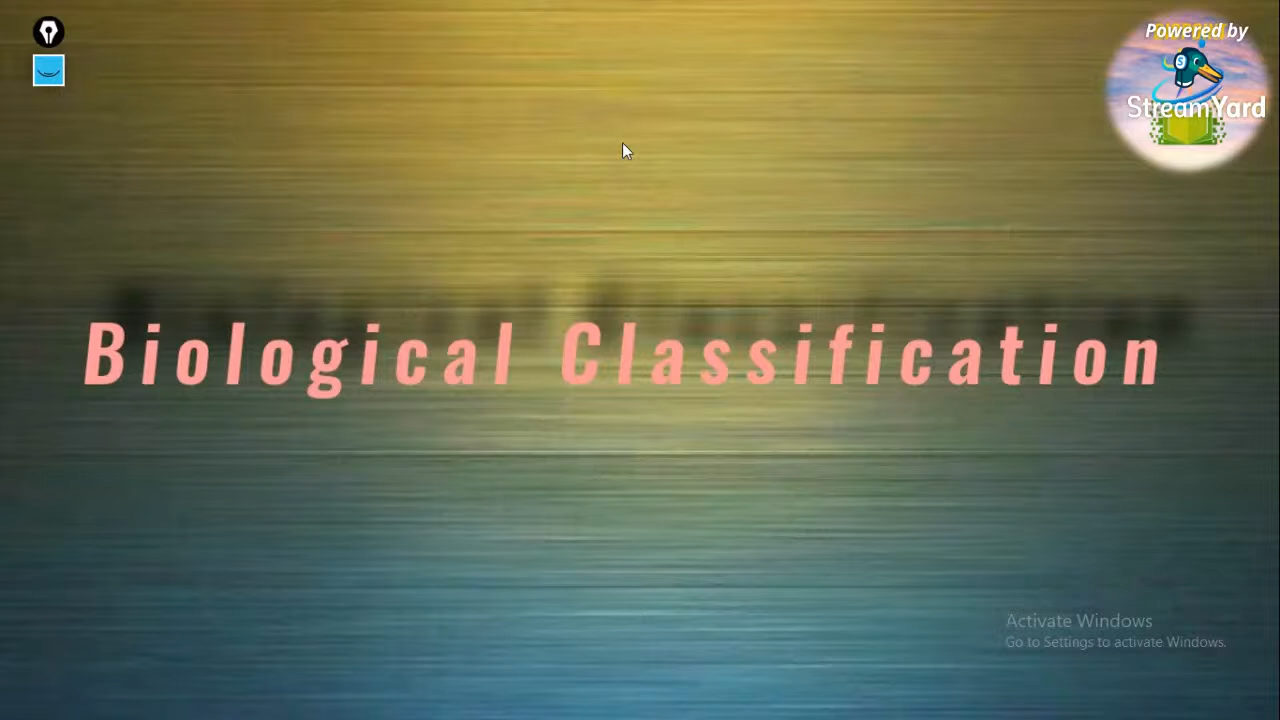 Powered by
StreamYard
Biological Classification
Activate Windows
Go to Settings to activate Windows.